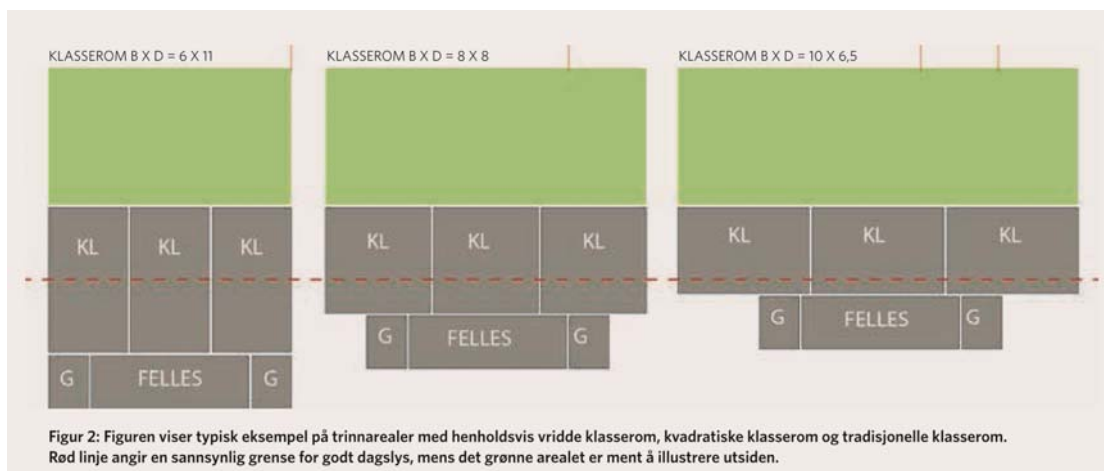 KLASSEROM B X D = 6 X 11
KLASSEROM B X D = 8 X 8
KLASSEROM B X D = 10 X 6,5
KL KL KL
KL KL KL
KL KL KL
G FELLES G
G FELLES G
G FELLES G
Figur 2: Figuren viser typisk eksempel på trinnarealer med henholdsvis vridde klasserom, kvadratiske klasserom og tradisjonelle klasserom.
Rød linje angir en sannsynlig grense for godt dagslys, mens det grønne arealet er ment å illustrere utsiden.